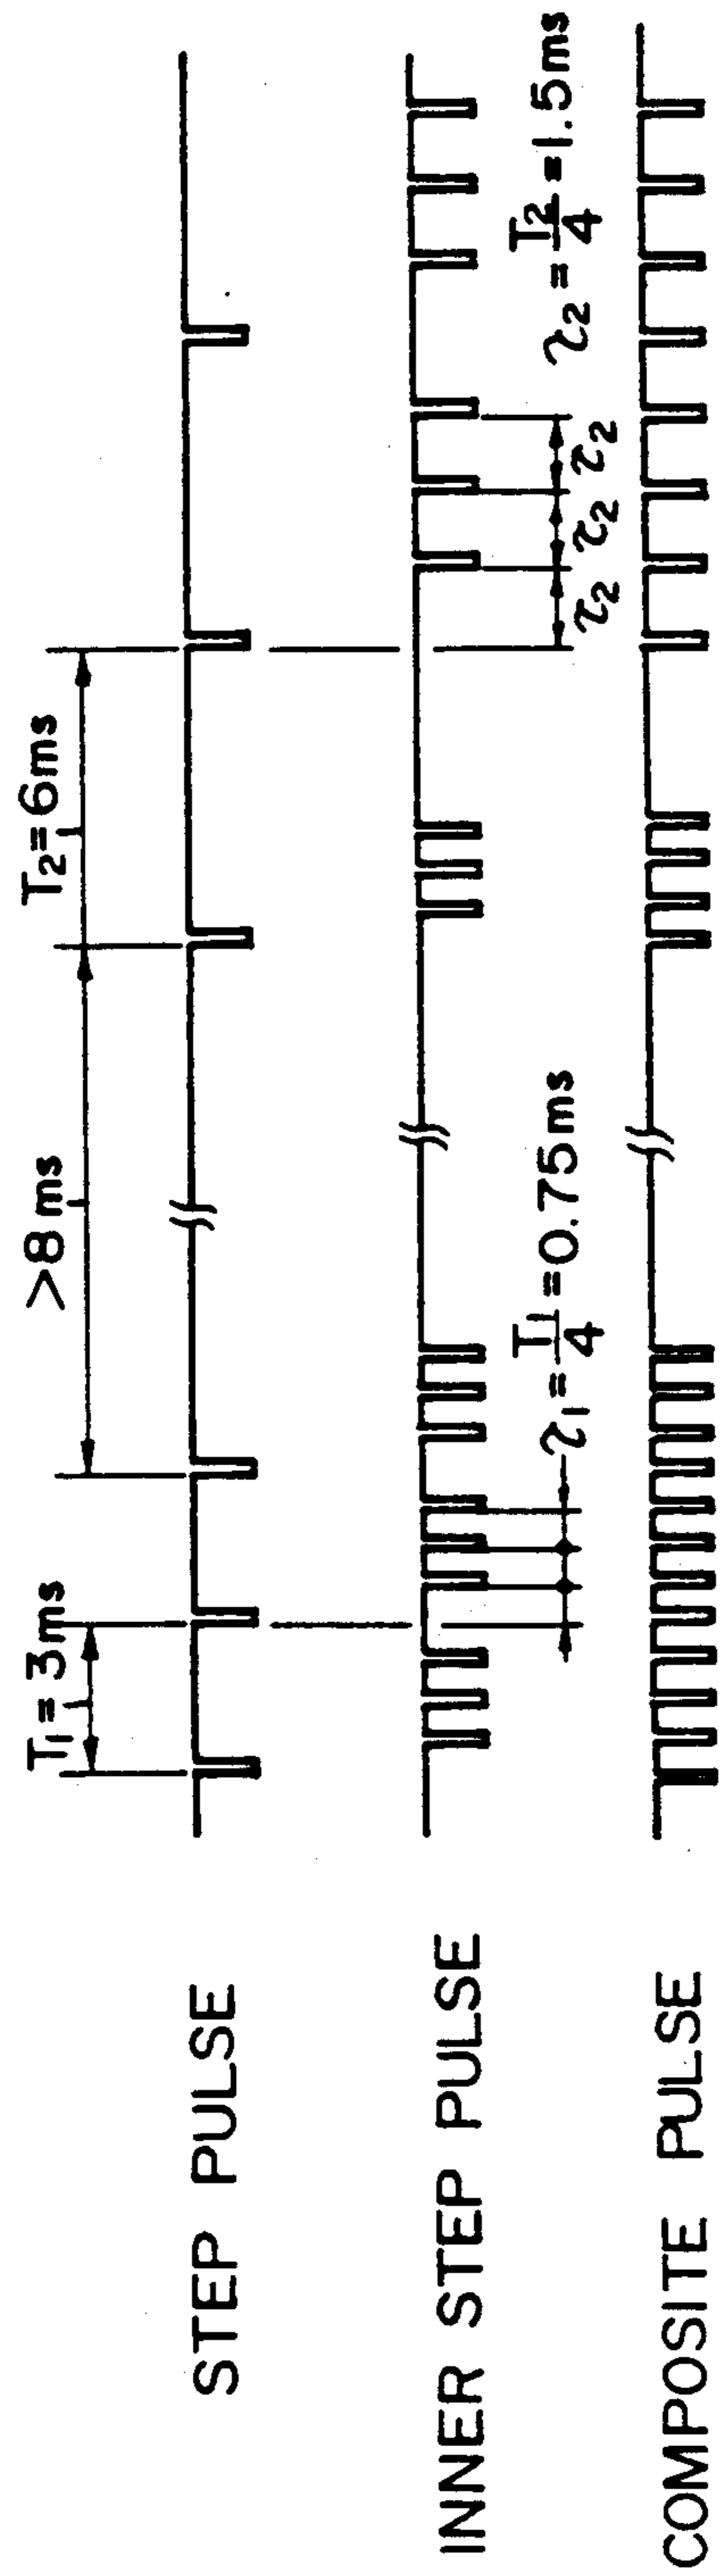 T₁=3ms
>8ms
T₂=6ms
STEP PULSE
INNER STEP PULSE
τ₁=T₁/4=0.75ms
τ₂
τ₂
τ₂
τ₂=T₂/4=1.5ms
COMPOSITE PULSE